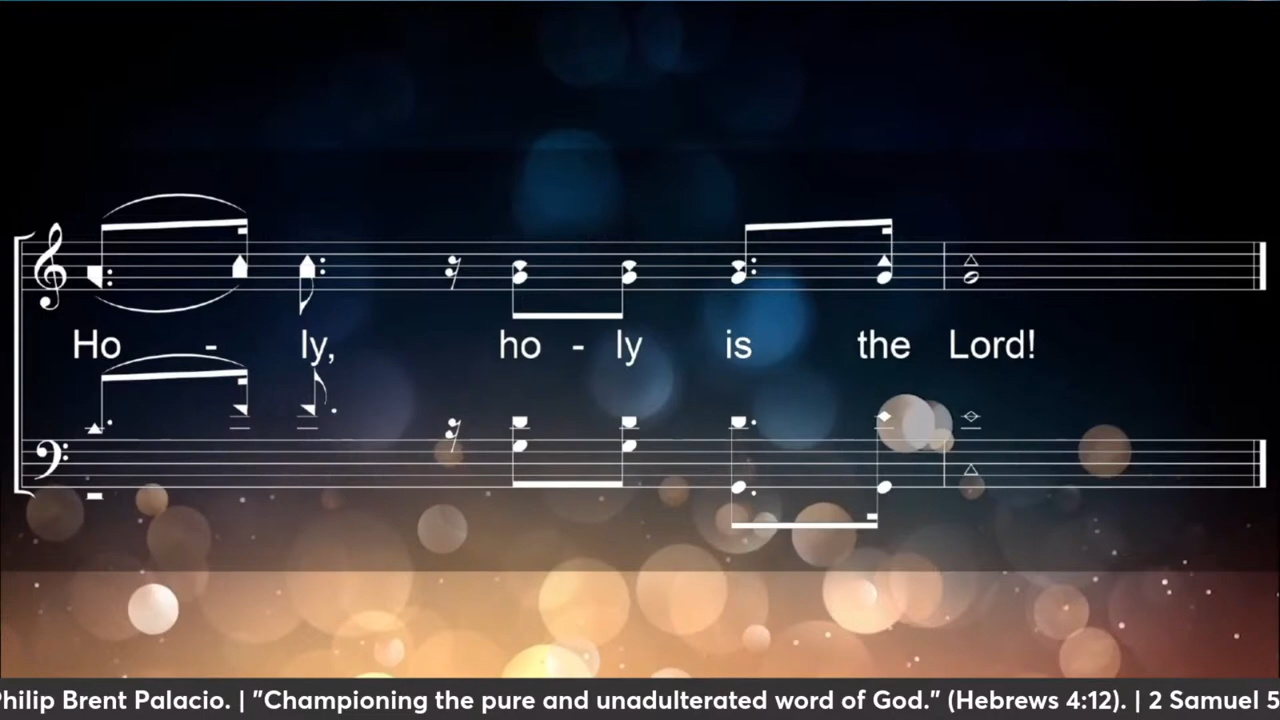 Ho - ly, ho - ly is the Lord!
Philip Brent Palacio. | "Championing the pure and unadulterated word of God." (Hebrews 4:12). | 2 Samuel 5